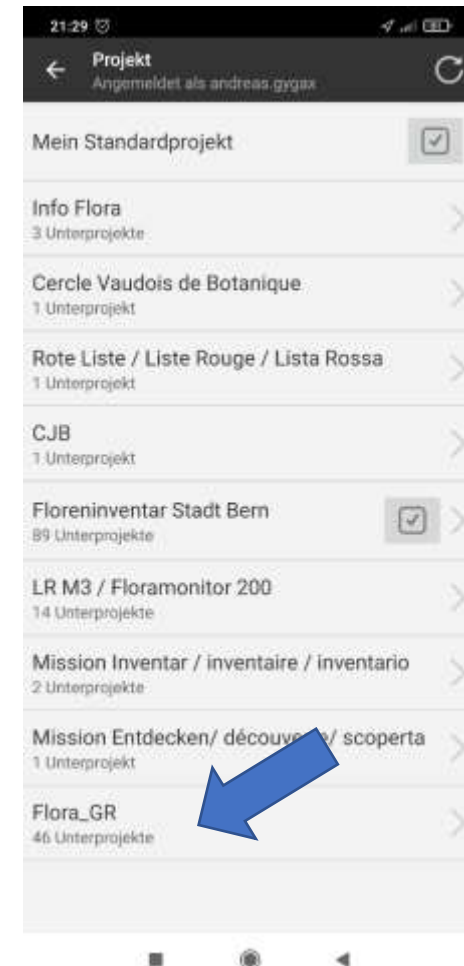 21:29
Projekt
Angemeldet als andreas.gygax
Mein Standardprojekt
Info Flora
3 Unterprojekte
Cercle Vaudois de Botanique
1 Unterprojekt
Rote Liste / Liste Rouge / Lista Rossa
1 Unterprojekt
CJB
1 Unterprojekt
Floreninventar Stadt Bern
89 Unterprojekte
LR M3 / Floramonitor 200
14 Unterprojekte
Mission Inventar / inventaire / inventario
2 Unterprojekte
Mission Entdecken/ / scoperta
1 Unterprojekt
Flora_GR
46 Unterprojekte